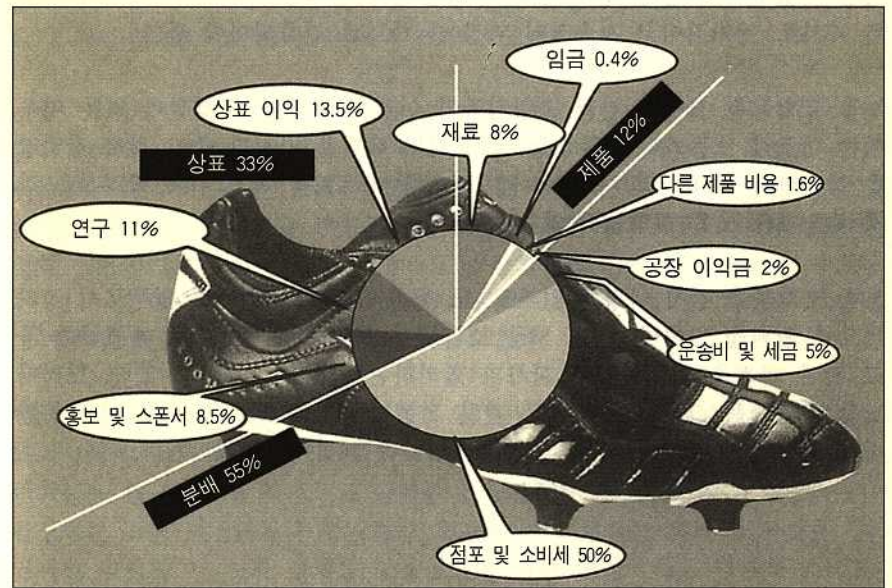 임금 0.4%
상표 이익 13.5%
재료 8%
제품 12%
상표 33%
다른 제품 비용 1.6%
연구 11%
공장 이익금 2%
운송비 및 세금 5%
홍보 및 스폰서 8.5%
분배 55%
점포 및 소비세 50%